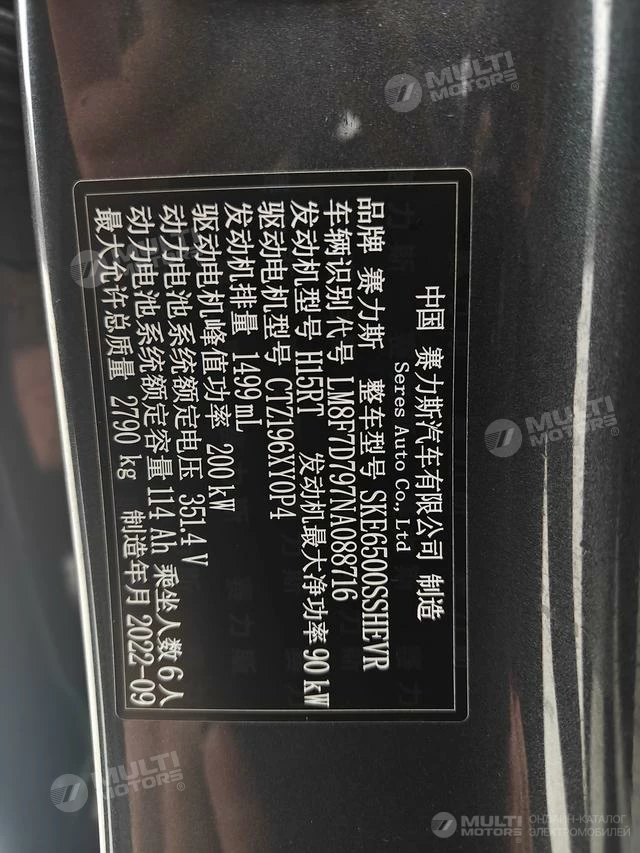 中国 赛力斯汽车有限公司 制造
Seres Auto Co., Ltd
品牌 赛力斯 整车型号 SKE6500SSHEVR
车辆识别代号 LM8F7D797NA088716
发动机型号 H15RT 发动机最大净功率 90 kW
驱动电机型号 CTZ196XY0P4
发动机排量 1499 mL
驱动电机峰值功率 200 kW
动力电池系统额定电压 351.4 V
动力电池系统额定容量 114 Ah 乘坐人数 6 人
最大允许总质量 2790 kg 制造年月 2022-09
MULTI MOTORS®
MULTI MOTORS®
MULTI MOTORS®
MULTI MOTORS®
MULTI MOTORS ОНЛАЙН-КАТАЛОГ ЭЛЕКТРОМОБИЛЕЙ